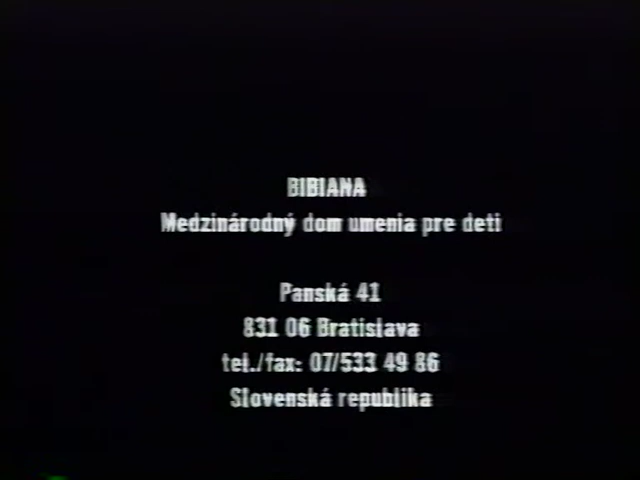 BIBIANA
Medzinárodný dom umenia pre deti
Panská 41
831 06 Bratislava
tel./fax: 07/533 49 86
Slovenská republika